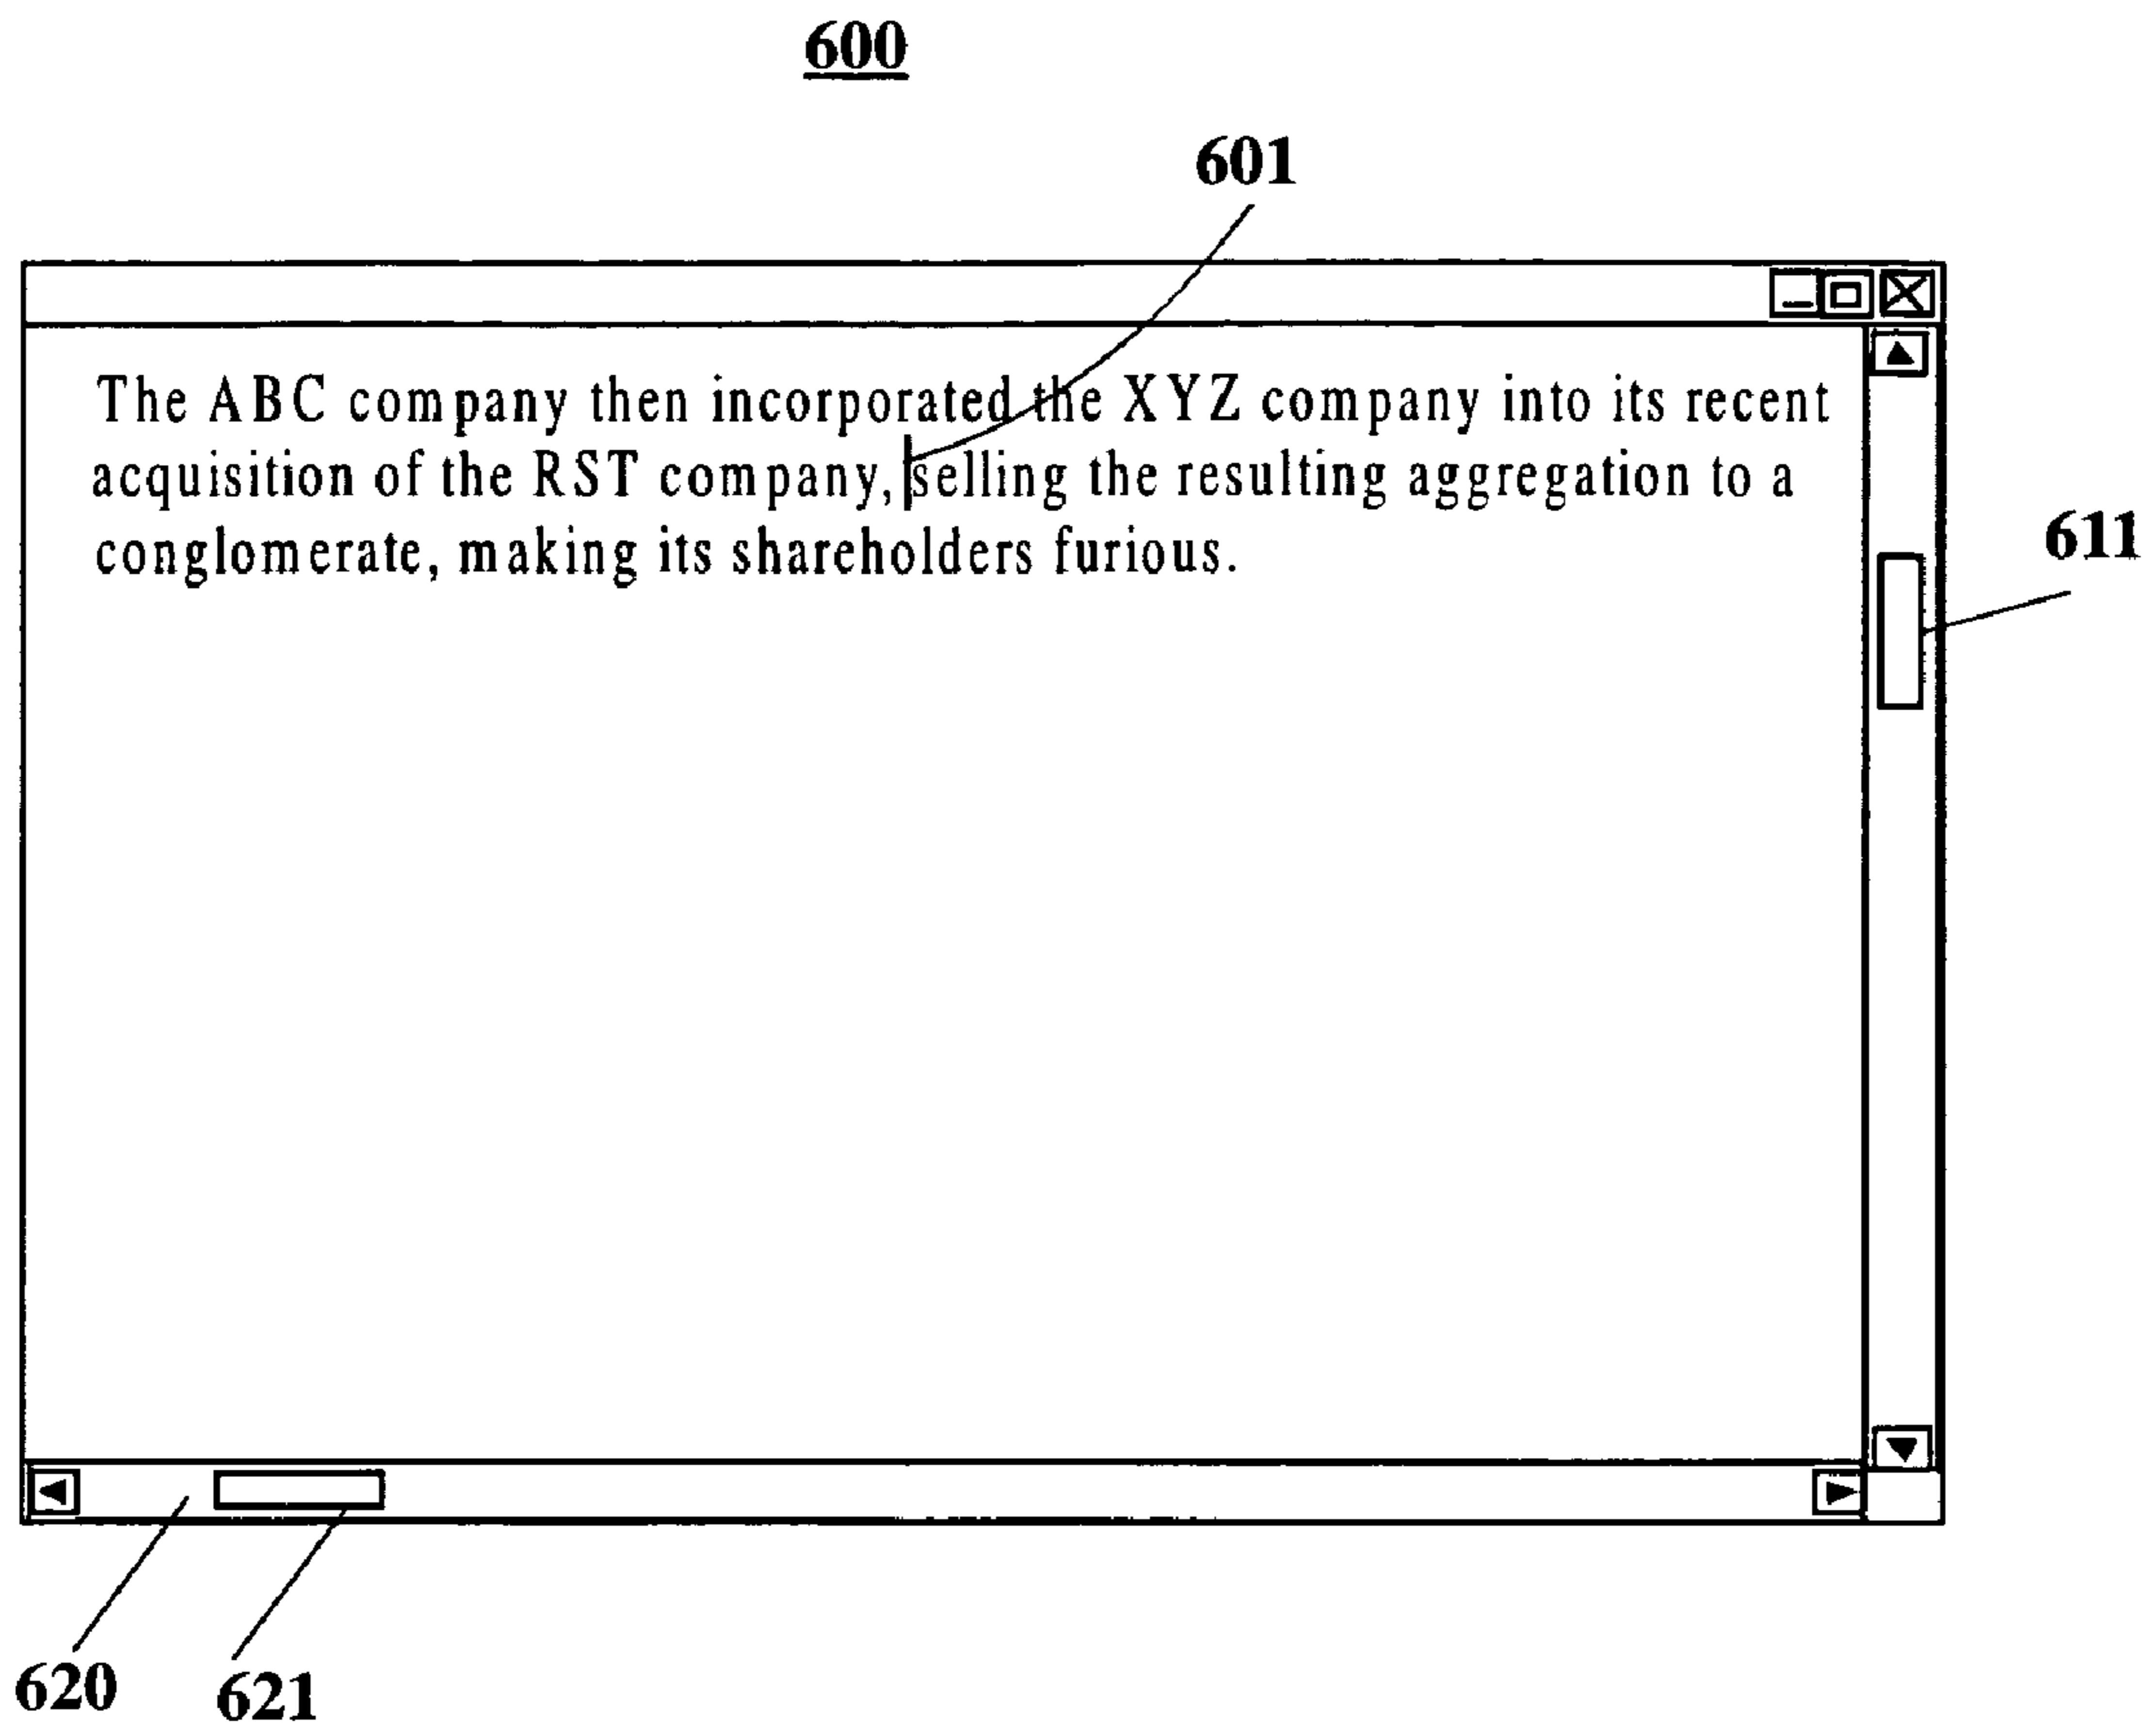 600
601
The ABC company then incorporated the XYZ company into its recent
acquisition of the RST company, selling the resulting aggregation to a
conglomerate, making its shareholders furious.
611
620
621